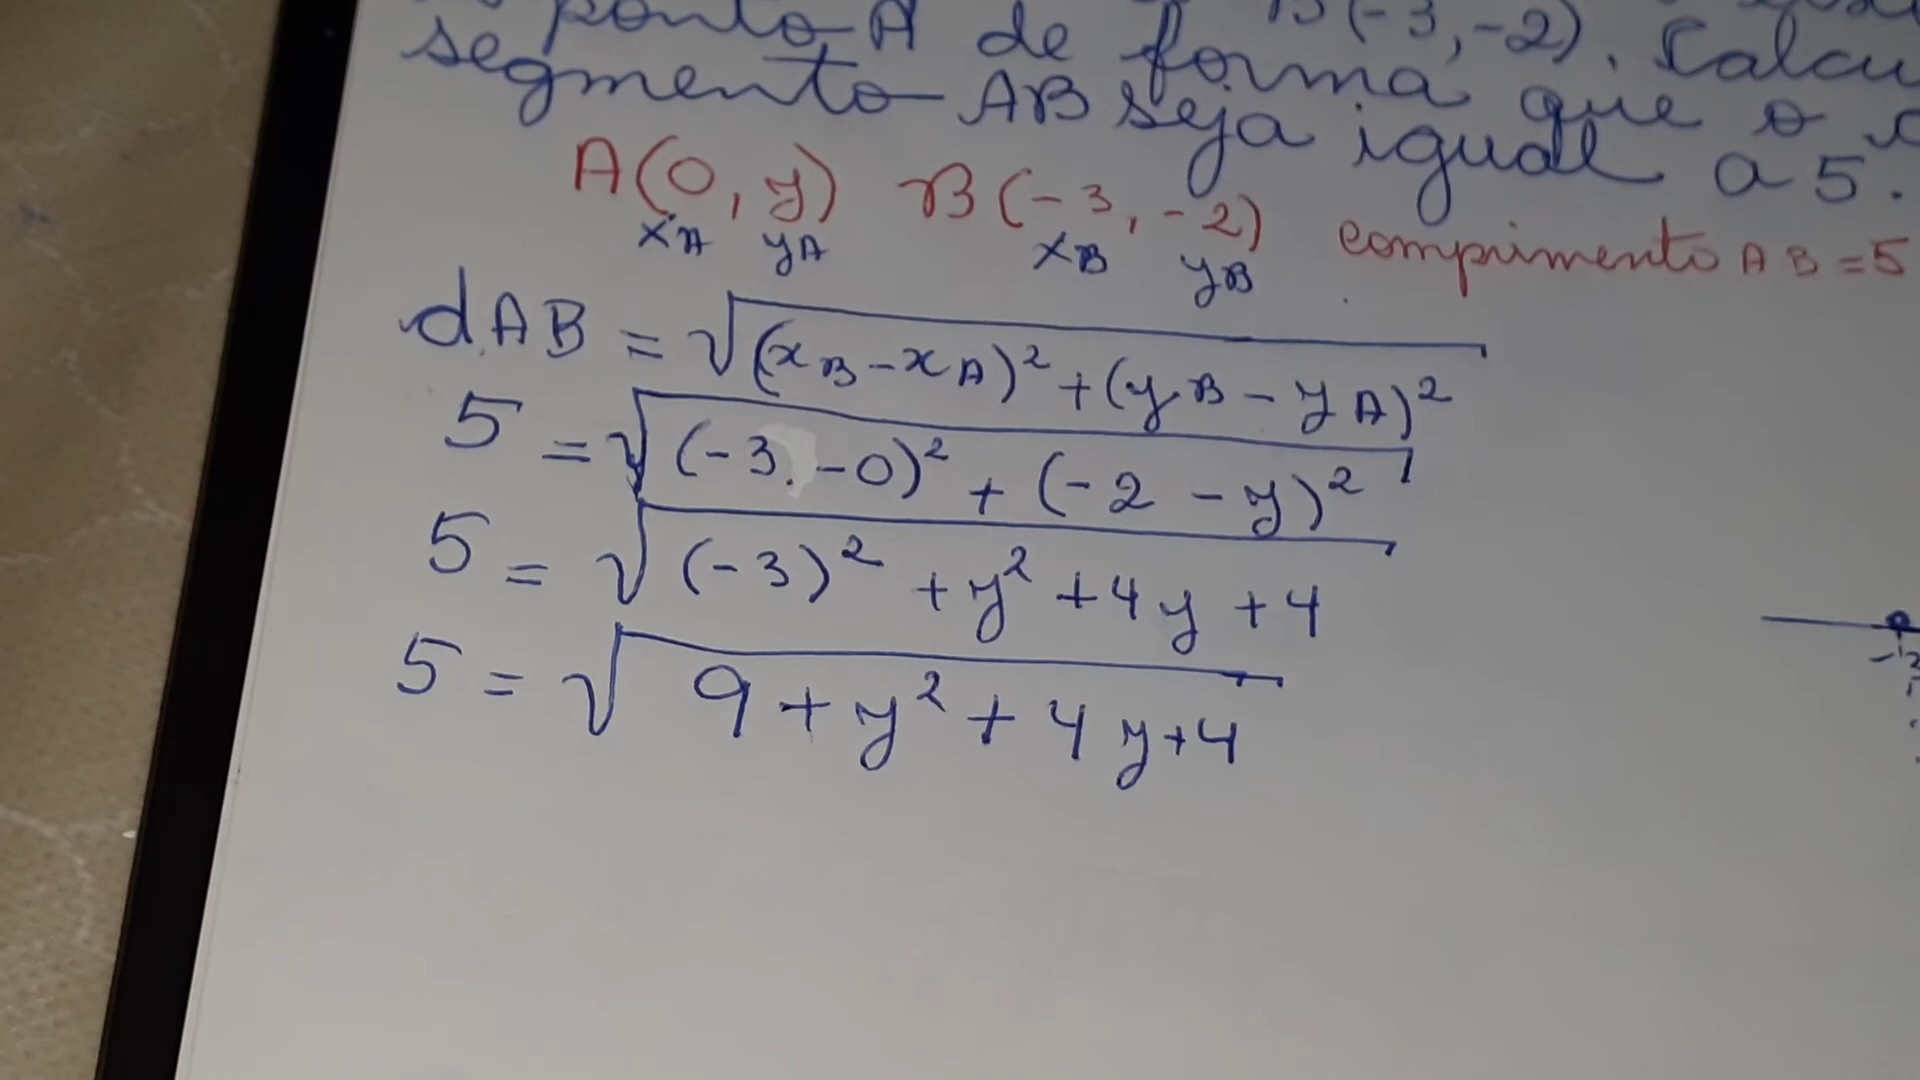 ponto A de forma B(-3,-2). Calcu
segmento AB seja igual a 5.
que o
A(0, y) B(-3, -2) comprimento AB = 5
xA yA xB yB
dAB = √(xB - xA)² + (yB - yA)²
5 = √(-3 - 0)² + (-2 - y)²
5 = √(-3)² + y² + 4y + 4
5 = √9 + y² + 4y + 4